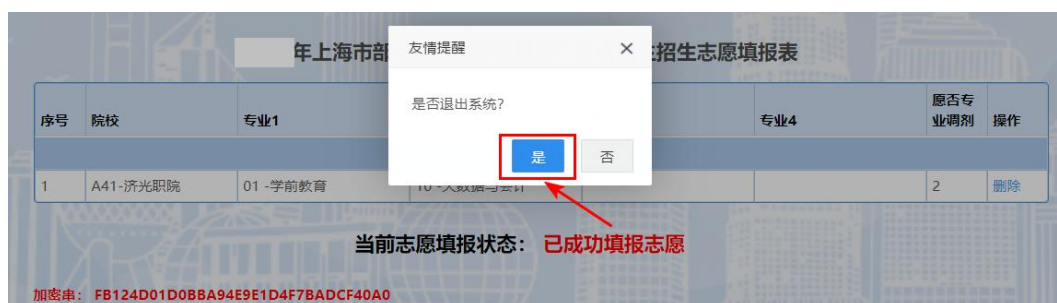 年上海市部
主招生志愿填报表
友情提醒
×
是否退出系统?
是
否
序号 院校 专业1 专业4 愿否专业调剂 操作
1 A41-济光职院 01 -学前教育 10 -大数据与会计 2 删除
当前志愿填报状态: 已成功填报志愿
加密串: FB124D01D0BBA94E9E1D4F7BADCF40A0